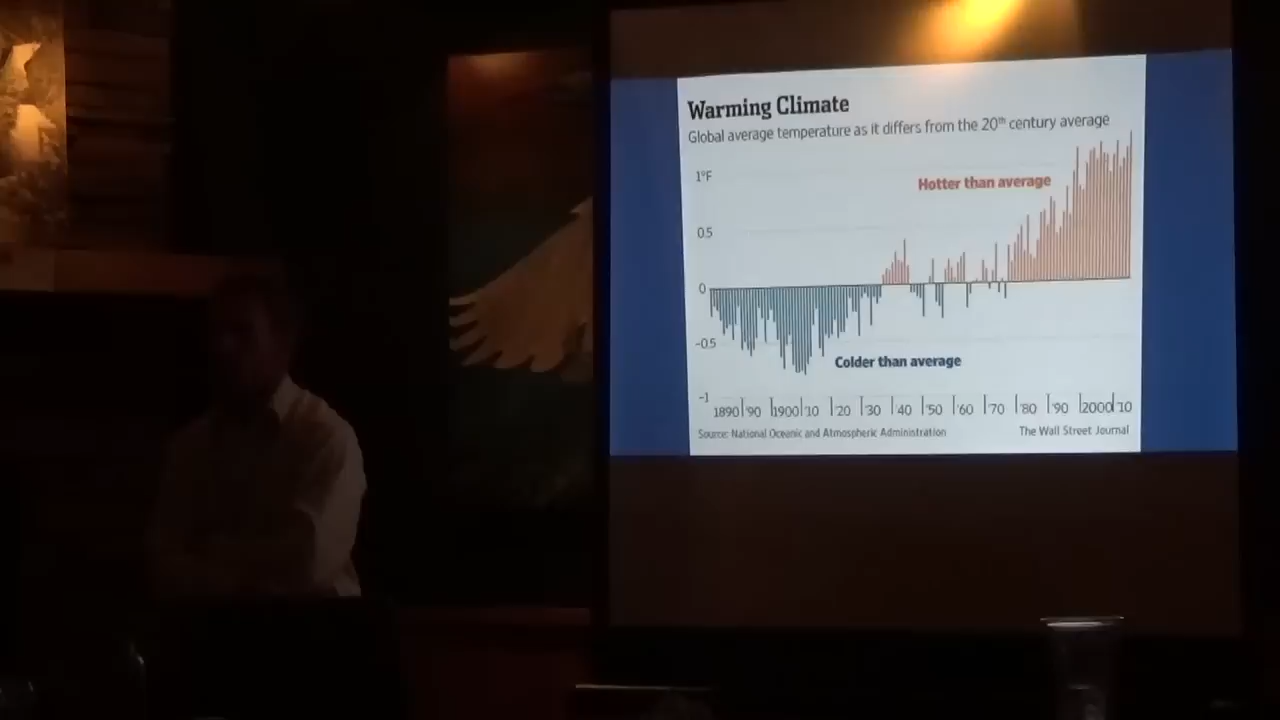 Warming Climate
Global average temperature as it differs from the 20th century average
1°F
Hotter than average
0.5
0
-0.5
Colder than average
-1
1890 '90 1900 '10 '20 '30 '40 '50 '60 '70 '80 '90 2000 '10
Source: National Oceanic and Atmospheric Administration
The Wall Street Journal